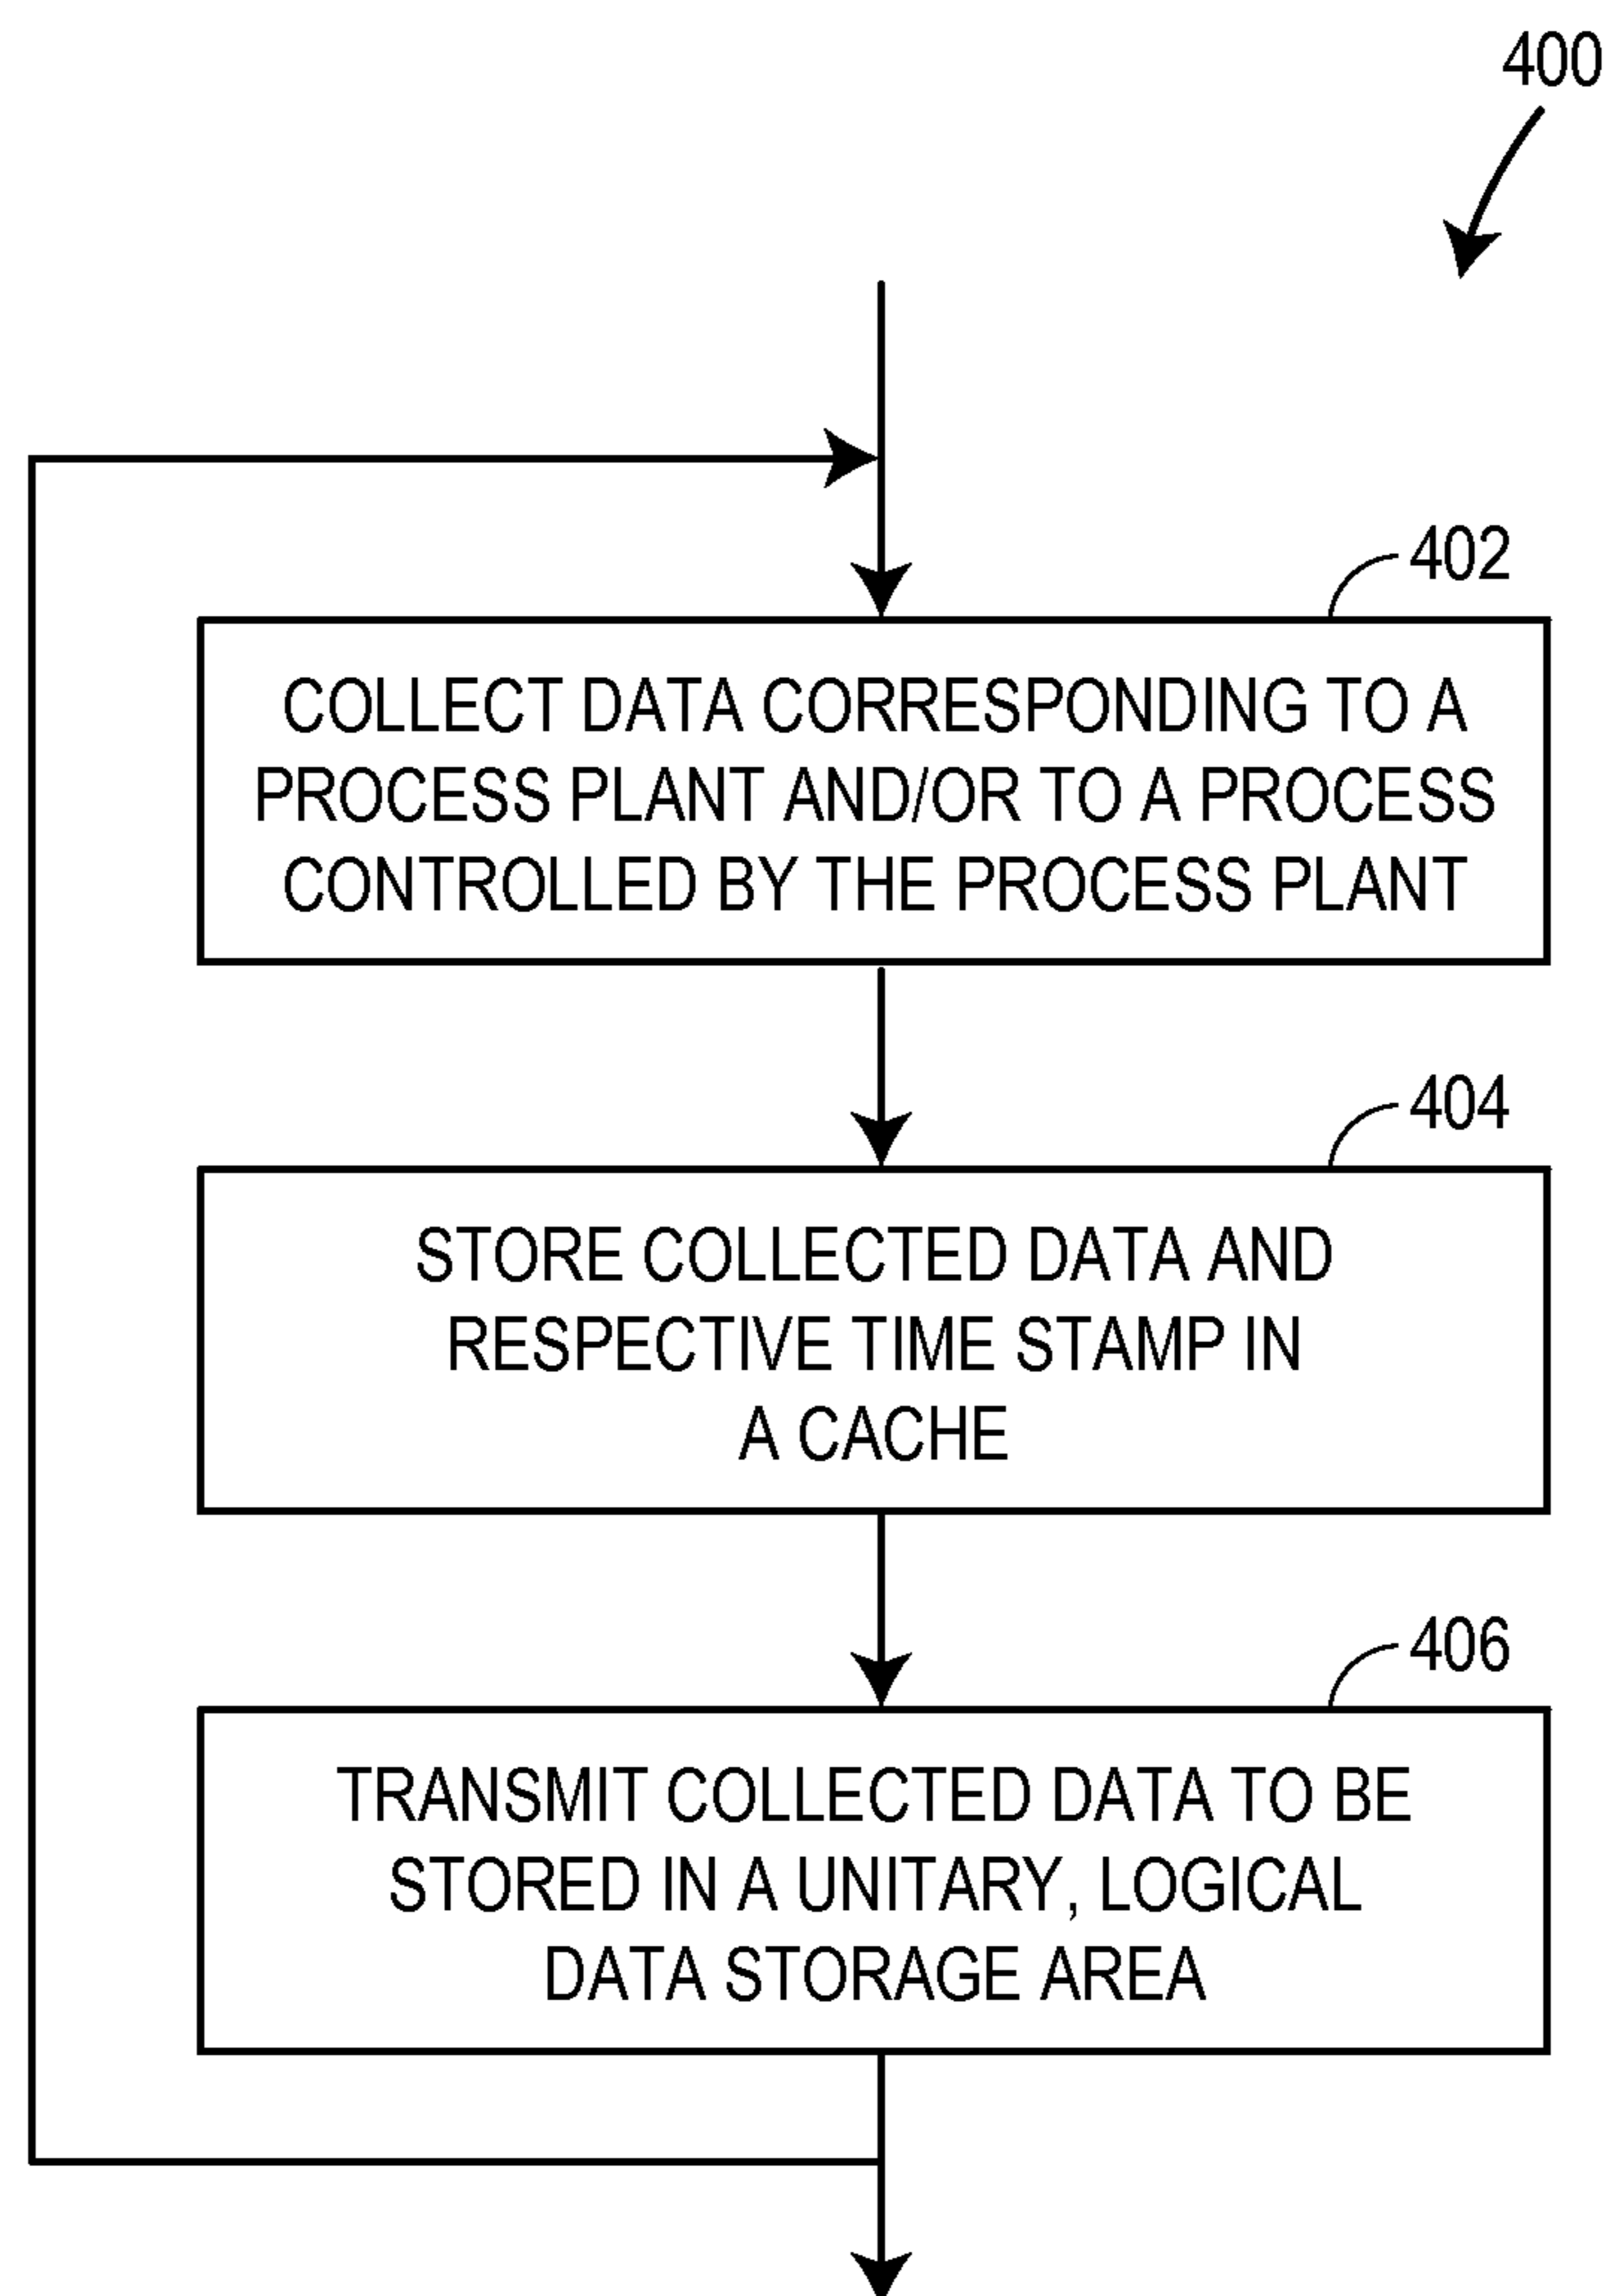 400
402
COLLECT DATA CORRESPONDING TO A
PROCESS PLANT AND/OR TO A PROCESS
CONTROLLED BY THE PROCESS PLANT
404
STORE COLLECTED DATA AND
RESPECTIVE TIME STAMP IN
A CACHE
406
TRANSMIT COLLECTED DATA TO BE
STORED IN A UNITARY, LOGICAL
DATA STORAGE AREA